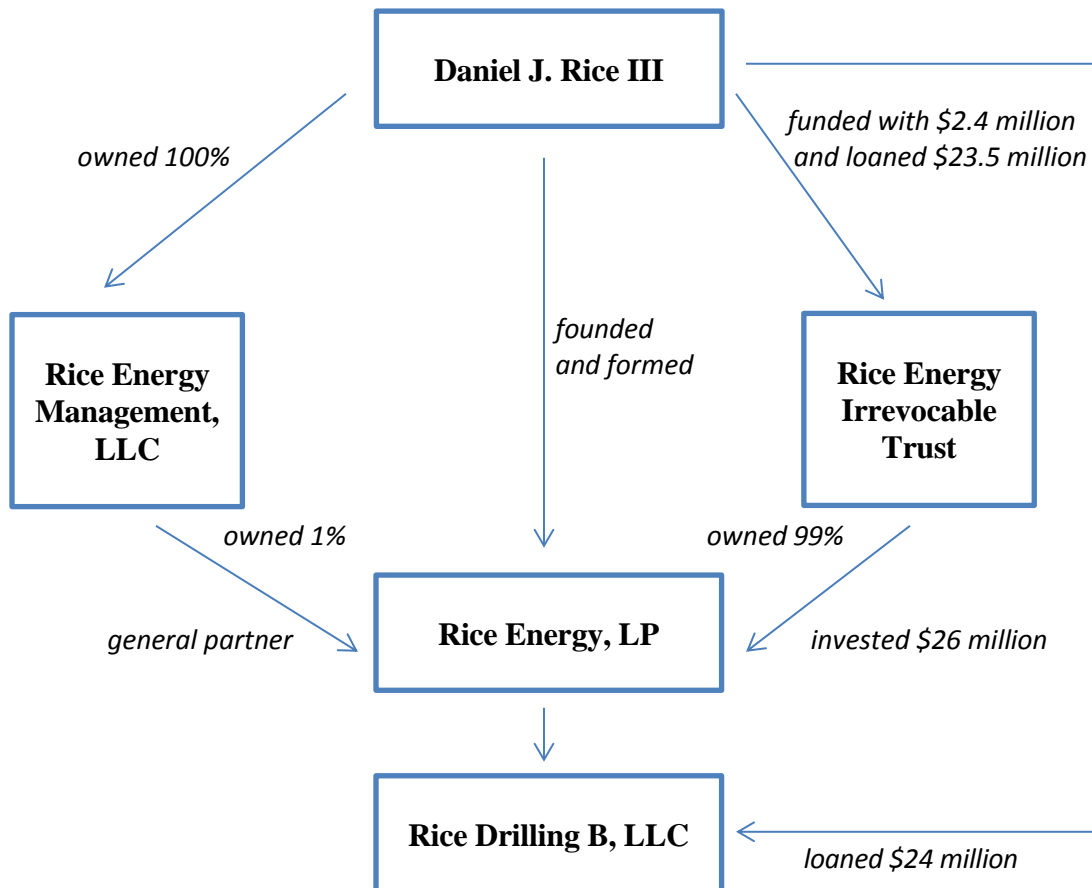 Daniel J. Rice III
owned 100%
funded with $2.4 million
and loaned $23.5 million
founded
and formed
Rice Energy
Management,
LLC
Rice Energy
Irrevocable
Trust
owned 1%
owned 99%
general partner
Rice Energy, LP
invested $26 million
Rice Drilling B, LLC
loaned $24 million